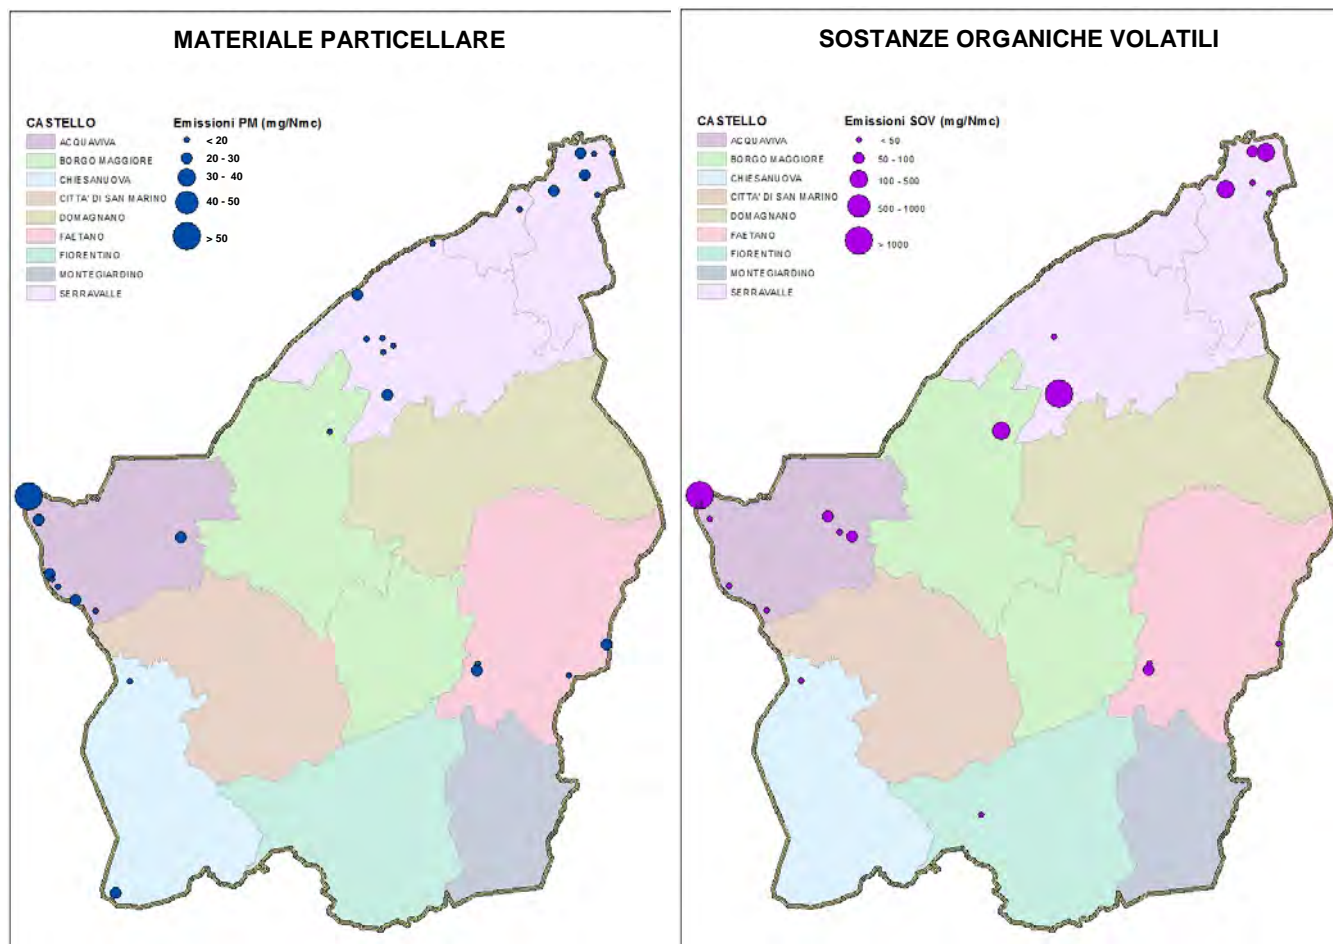 MATERIALE PARTICELLARE
CASTELLO
ACQUAVIVA
BORGO MAGGIORE
CHIESANUOVA
CITTA' DI SAN MARINO
DOMAGNANO
FAETANO
FIORENTINO
MONTEGIARDINO
SERRAVALLE
Emissioni PM (mg/Nmc)
< 20
20 - 30
30 - 40
40 - 50
> 50
SOSTANZE ORGANICHE VOLATILI
CASTELLO
ACQUAVIVA
BORGO MAGGIORE
CHIESANUOVA
CITTA' DI SAN MARINO
DOMAGNANO
FAETANO
FIORENTINO
MONTEGIARDINO
SERRAVALLE
Emissioni SOV (mg/Nmc)
< 50
50 - 100
100 - 500
500 - 1000
> 1000